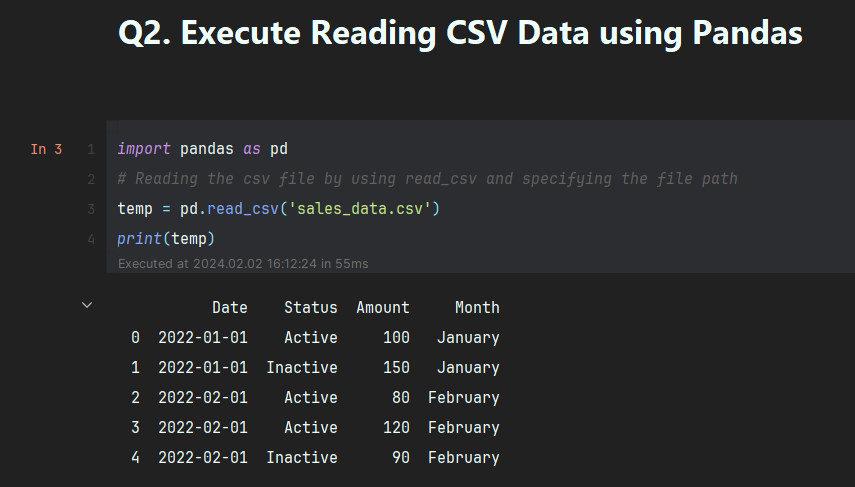 Q2. Execute Reading CSV Data using Pandas
In 3 1 import pandas as pd
2 # Reading the csv file by using read_csv and specifying the file path
3 temp = pd.read_csv('sales_data.csv')
4 print(temp)
Executed at 2024.02.02 16:12:24 in 55ms
Date Status Amount Month
0 2022-01-01 Active 100 January
1 2022-01-01 Inactive 150 January
2 2022-02-01 Active 80 February
3 2022-02-01 Active 120 February
4 2022-02-01 Inactive 90 February